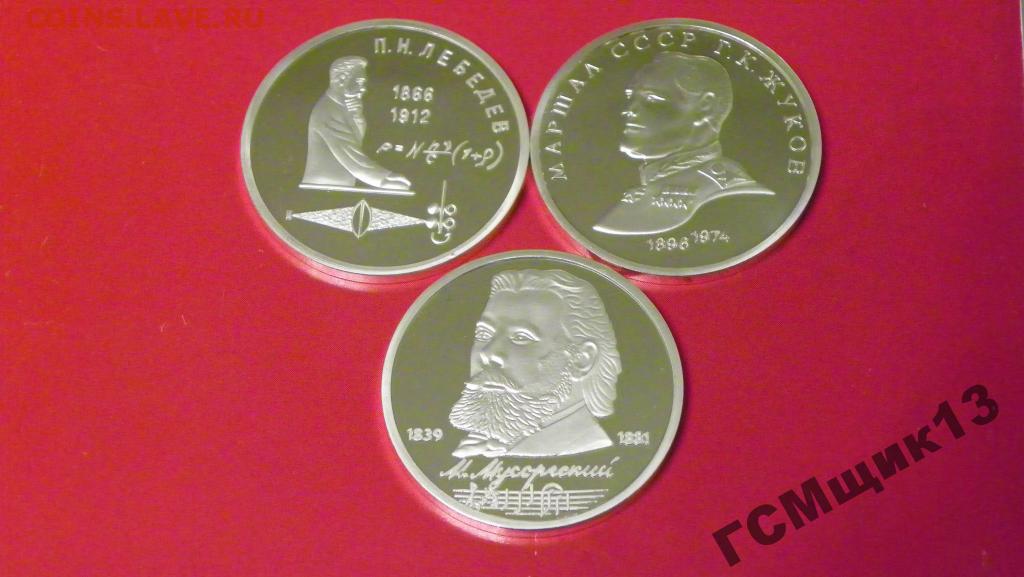 COINS.LAVE.RU
П.Н.ЛЕБЕДЕВ
1866
1912
МАРШАЛ СССР Г.К.ЖУКОВ
1896 1974
1839
1881
М. Мусоргский
ГСМщик13